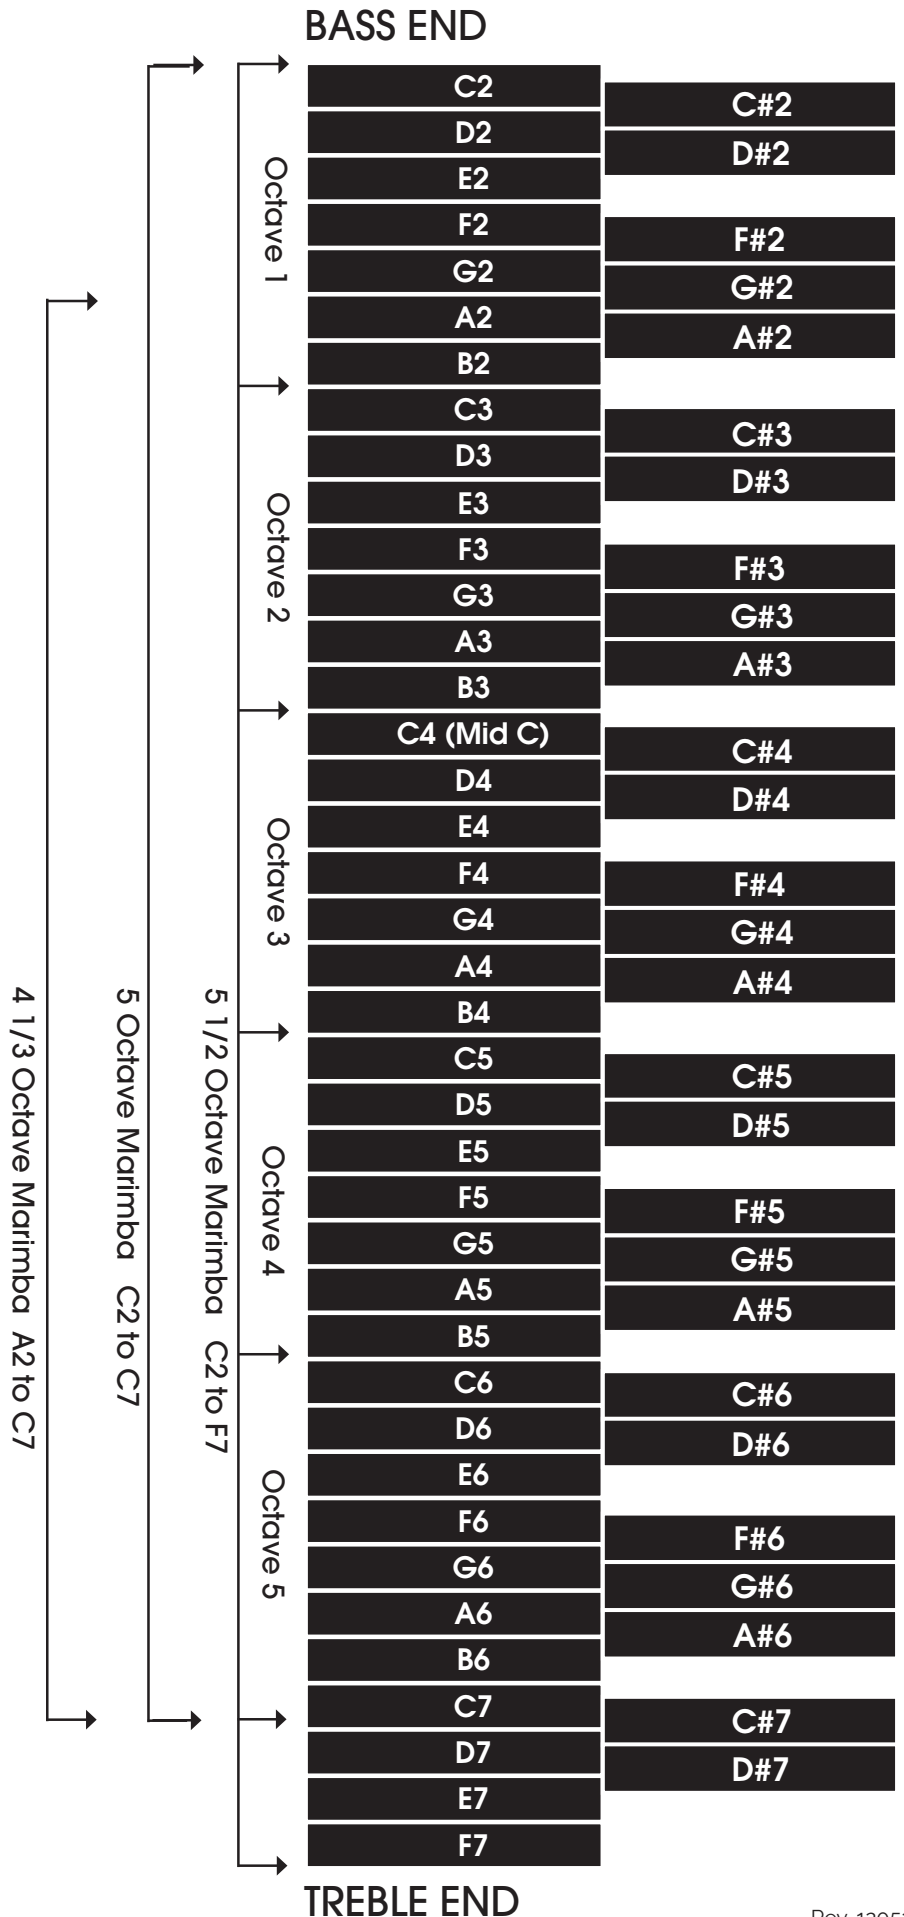 BASS END
C2
C#2
D2
D#2
E2
F2
F#2
G2
G#2
A2
A#2
B2
C3
C#3
D3
D#3
E3
F3
F#3
G3
G#3
A3
A#3
B3
C4 (Mid C)
C#4
D4
D#4
E4
F4
F#4
G4
G#4
A4
A#4
B4
C5
C#5
D5
D#5
E5
F5
F#5
G5
G#5
A5
A#5
B5
C6
C#6
D6
D#6
E6
F6
F#6
G6
G#6
A6
A#6
B6
C7
C#7
D7
D#7
E7
F7
TREBLE END
Octave 1
Octave 2
Octave 3
Octave 4
Octave 5
5 1/2 Octave Marimba C2 to F7
5 Octave Marimba C2 to C7
4 1/3 Octave Marimba A2 to C7